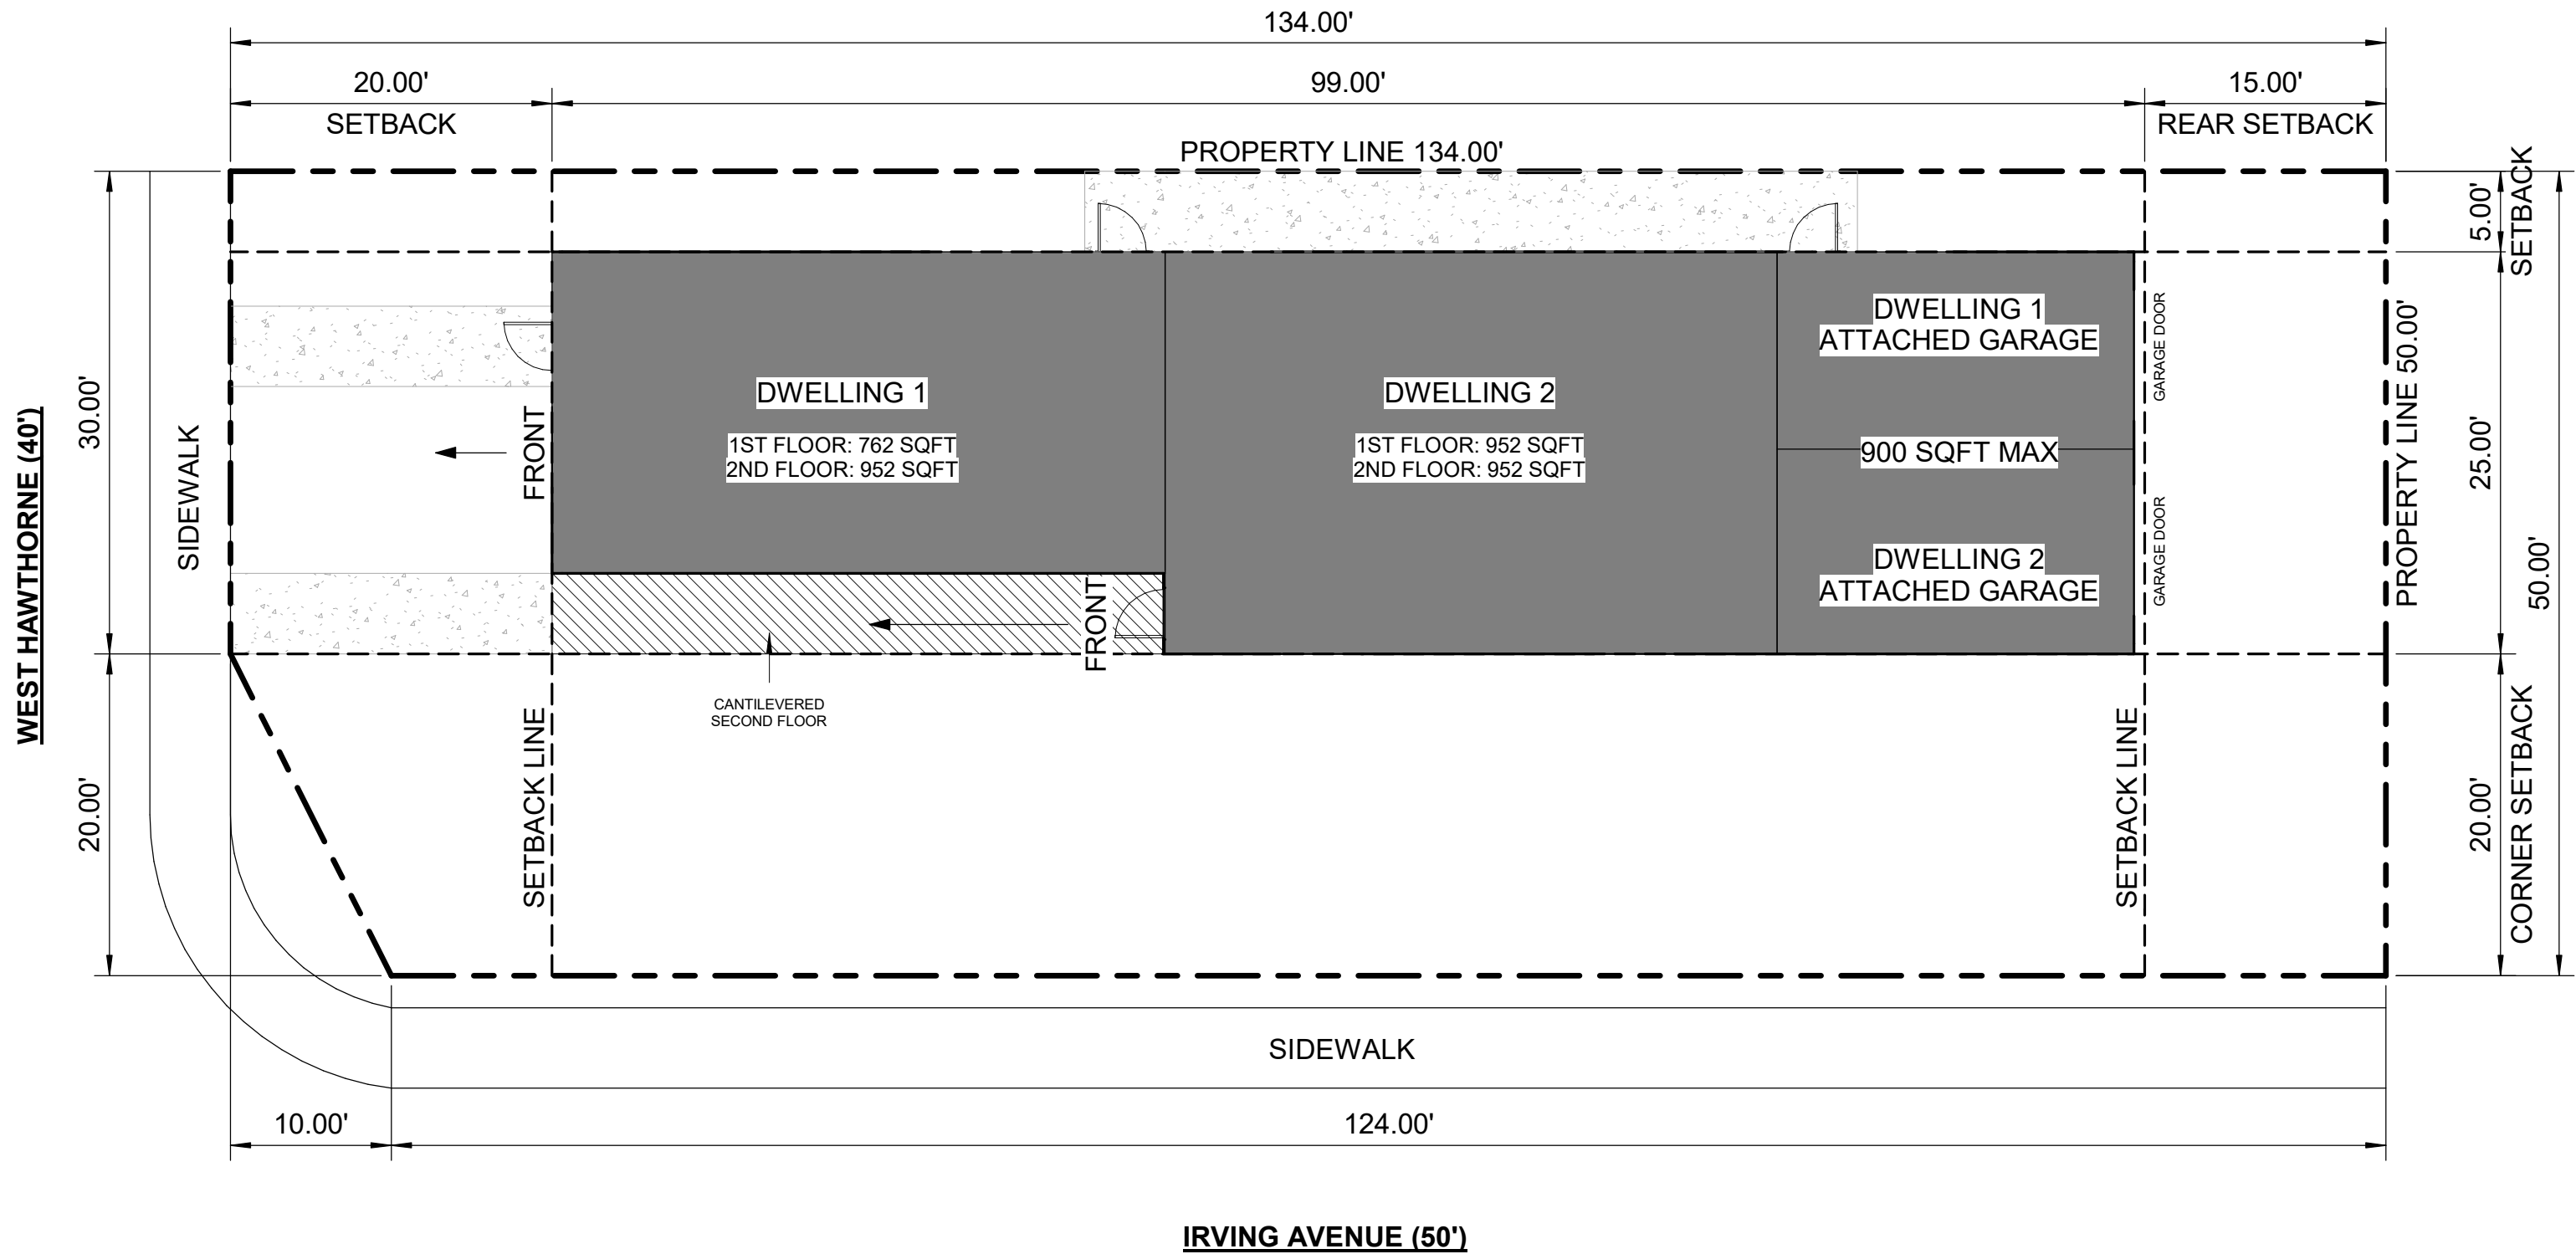 134.00'
20.00'
99.00'
15.00'
SETBACK
REAR SETBACK
PROPERTY LINE 134.00'
5.00'
SETBACK
DWELLING 1
ATTACHED GARAGE
GARAGE DOOR
PROPERTY LINE 50.00'
30.00'
WEST HAWTHORNE (40')
SIDEWALK
FRONT
DWELLING 1
1ST FLOOR: 762 SQFT
2ND FLOOR: 952 SQFT
DWELLING 2
1ST FLOOR: 952 SQFT
2ND FLOOR: 952 SQFT
900 SQFT MAX
25.00'
50.00'
GARAGE DOOR
DWELLING 2
ATTACHED GARAGE
FRONT
CANTILEVERED
SECOND FLOOR
20.00'
SETBACK LINE
SETBACK LINE
20.00'
CORNER SETBACK
SIDEWALK
10.00'
124.00'
IRVING AVENUE (50')